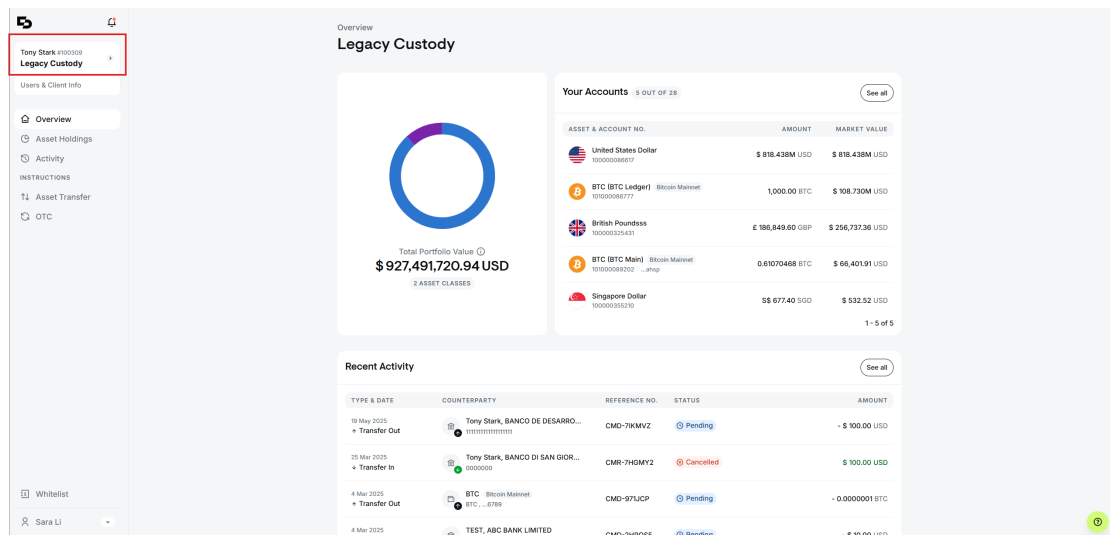 Tony Stark #100309
Legacy Custody
Users & Client Info
Overview
Asset Holdings
Activity
INSTRUCTIONS
Asset Transfer
OTC
Whitelist
Sara Li
Overview
Legacy Custody
Total Portfolio Value
$ 927,491,720.94 USD
2 ASSET CLASSES
Your Accounts 5 OUT OF 28 See all
ASSET & ACCOUNT NO. AMOUNT MARKET VALUE
United States Dollar $ 818.438M USD $ 818.438M USD
100000086617
BTC (BTC Ledger) Bitcoin Mainnet 1,000.00 BTC $ 108.730M USD
101000086777
British Poundsss £ 186,849.60 GBP $ 256,737.36 USD
100000325431
BTC (BTC Main) Bitcoin Mainnet 0.61070468 BTC $ 66,401.91 USD
101000089202 ...ahsp
Singapore Dollar S$ 677.40 SGD $ 532.52 USD
100000355210
1 - 5 of 5
Recent Activity See all
TYPE & DATE COUNTERPARTY REFERENCE NO. STATUS AMOUNT
19 May 2025 Tony Stark, BANCO DE DESARRO... CMD-7IKMVZ Pending - $ 100.00 USD
Transfer Out
25 Mar 2025 Tony Stark, BANCO DI SAN GIOR... CMR-7HGMY2 Cancelled $ 100.00 USD
Transfer In 0000000
4 Mar 2025 BTC Bitcoin Mainnet CMD-971JCP Pending - 0.0000001 BTC
Transfer Out BTC , ...6789
4 Mar 2025 TEST, ABC BANK LIMITED Pending - $ 10.00 USD